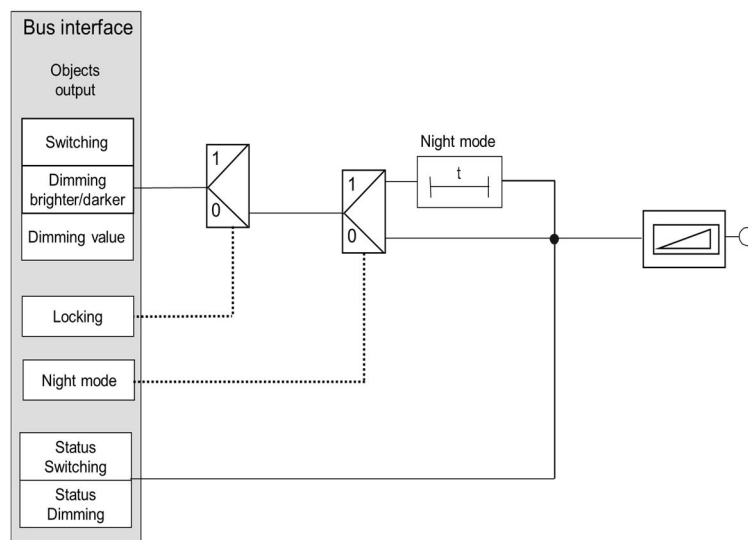 Bus interface
Objects
output
Switching
Dimming
brighter/darker
Dimming value
Locking
Night mode
Status
Switching
Status
Dimming
1
0
1
0
Night mode
t